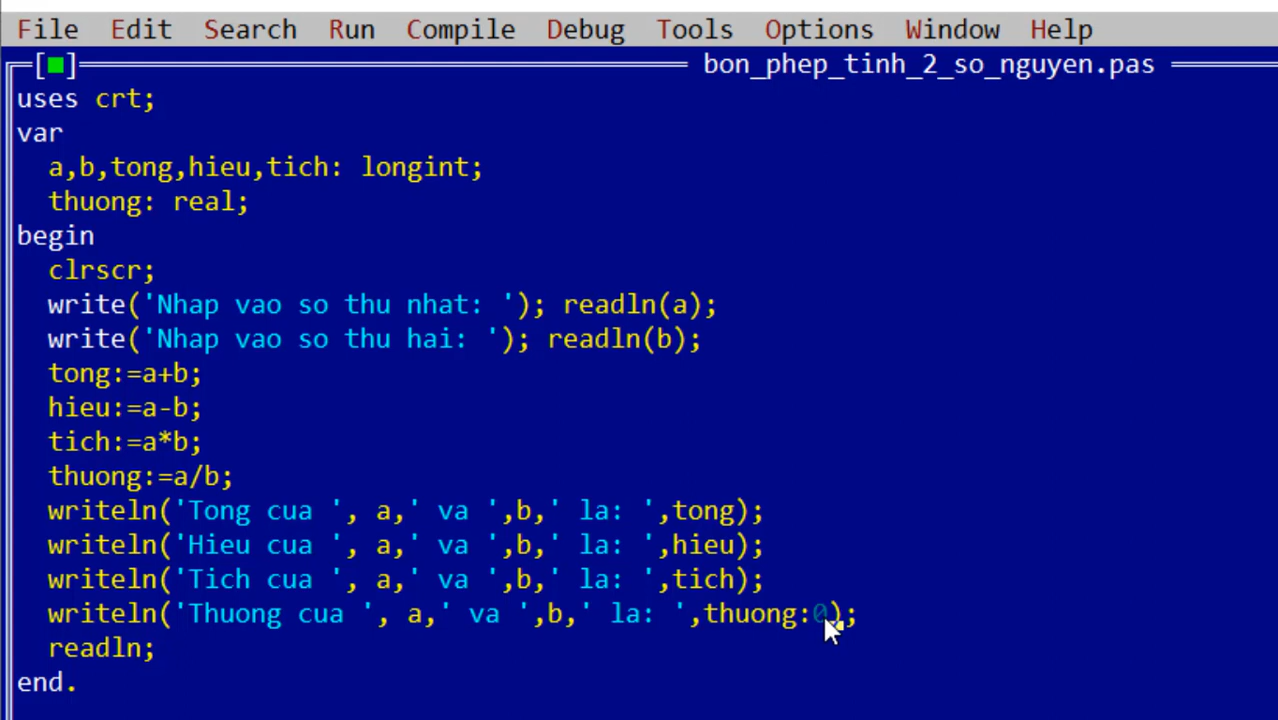 File Edit Search Run Compile Debug Tools Options Window Help
[■] bon_phep_tinh_2_so_nguyen.pas
uses crt;
var
  a,b,tong,hieu,tich: longint;
  thuong: real;
begin
  clrscr;
  write('Nhap vao so thu nhat: '); readln(a);
  write('Nhap vao so thu hai: '); readln(b);
  tong:=a+b;
  hieu:=a-b;
  tich:=a*b;
  thuong:=a/b;
  writeln('Tong cua ', a,' va ',b,' la: ',tong);
  writeln('Hieu cua ', a,' va ',b,' la: ',hieu);
  writeln('Tich cua ', a,' va ',b,' la: ',tich);
  writeln('Thuong cua ', a,' va ',b,' la: ',thuong:0);
  readln;
end.